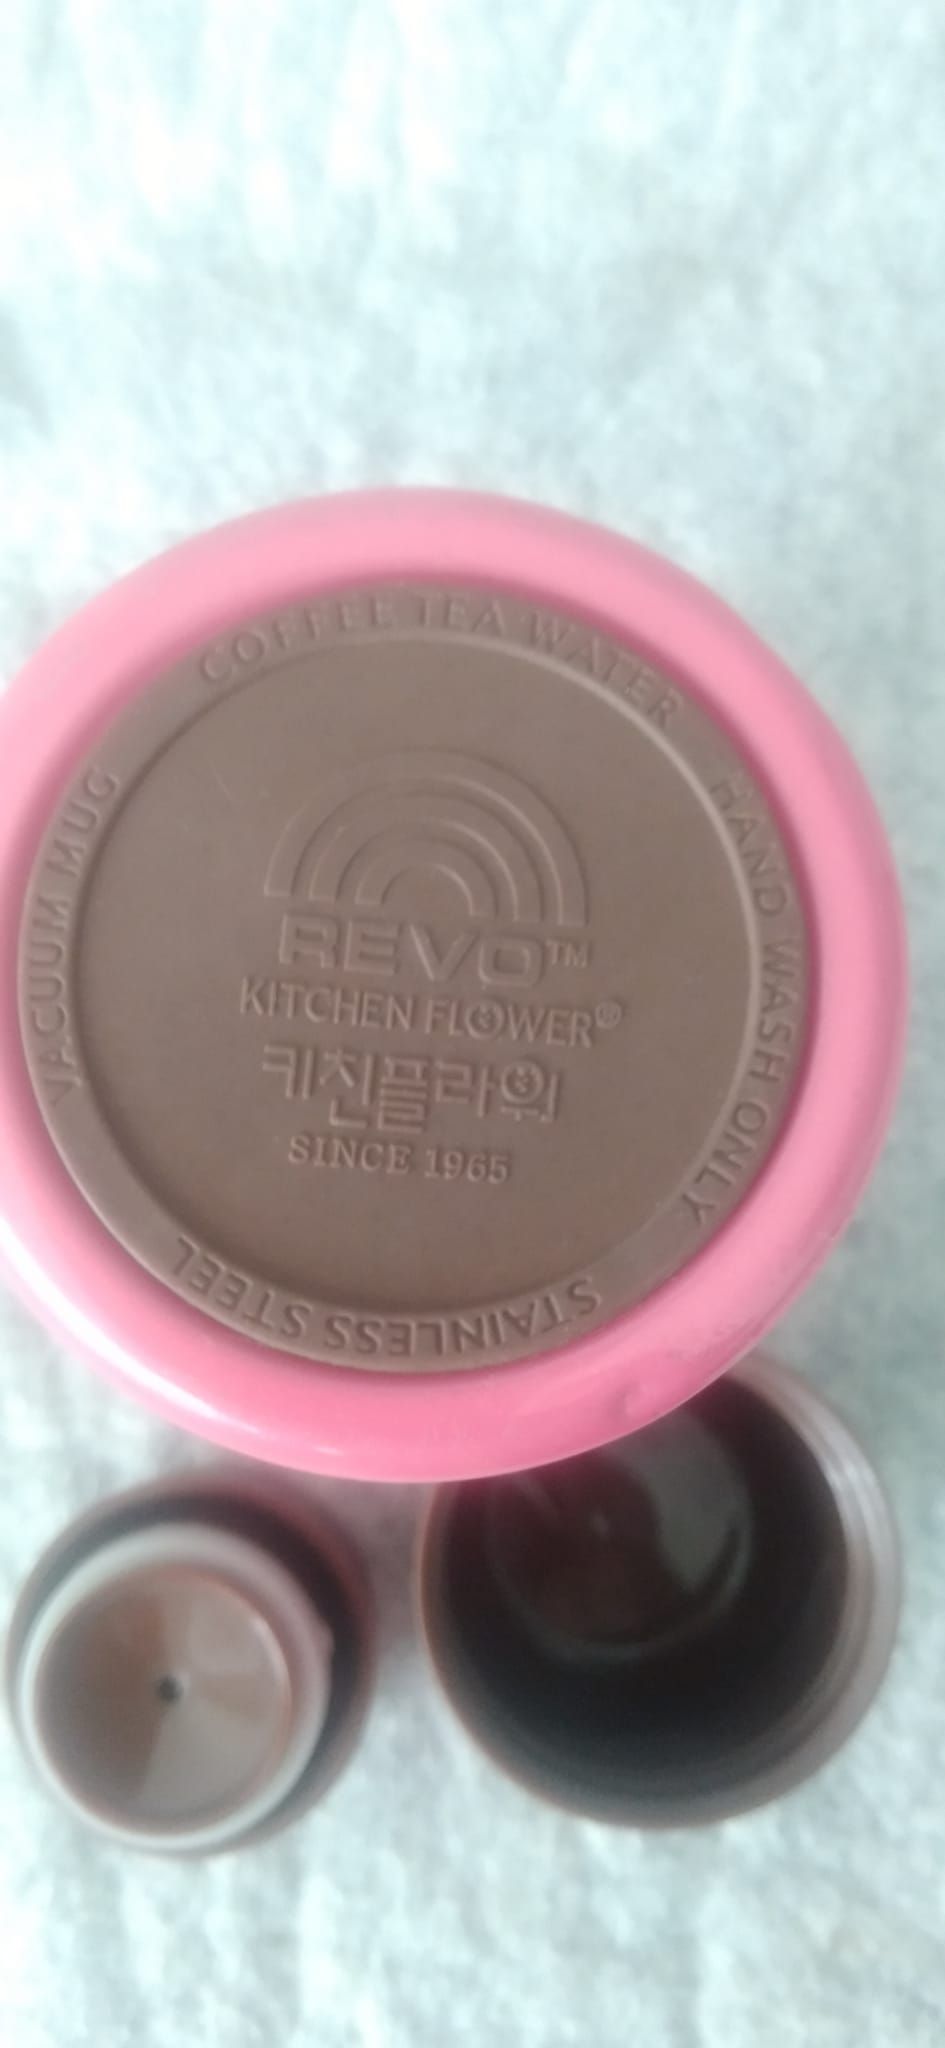 COFFEE TEA WATER
HAND WASH ONLY
STAINLESS STEEL
VACUUM MUG
REVO™
KITCHEN FLOWER®
키친플라워
SINCE 1965